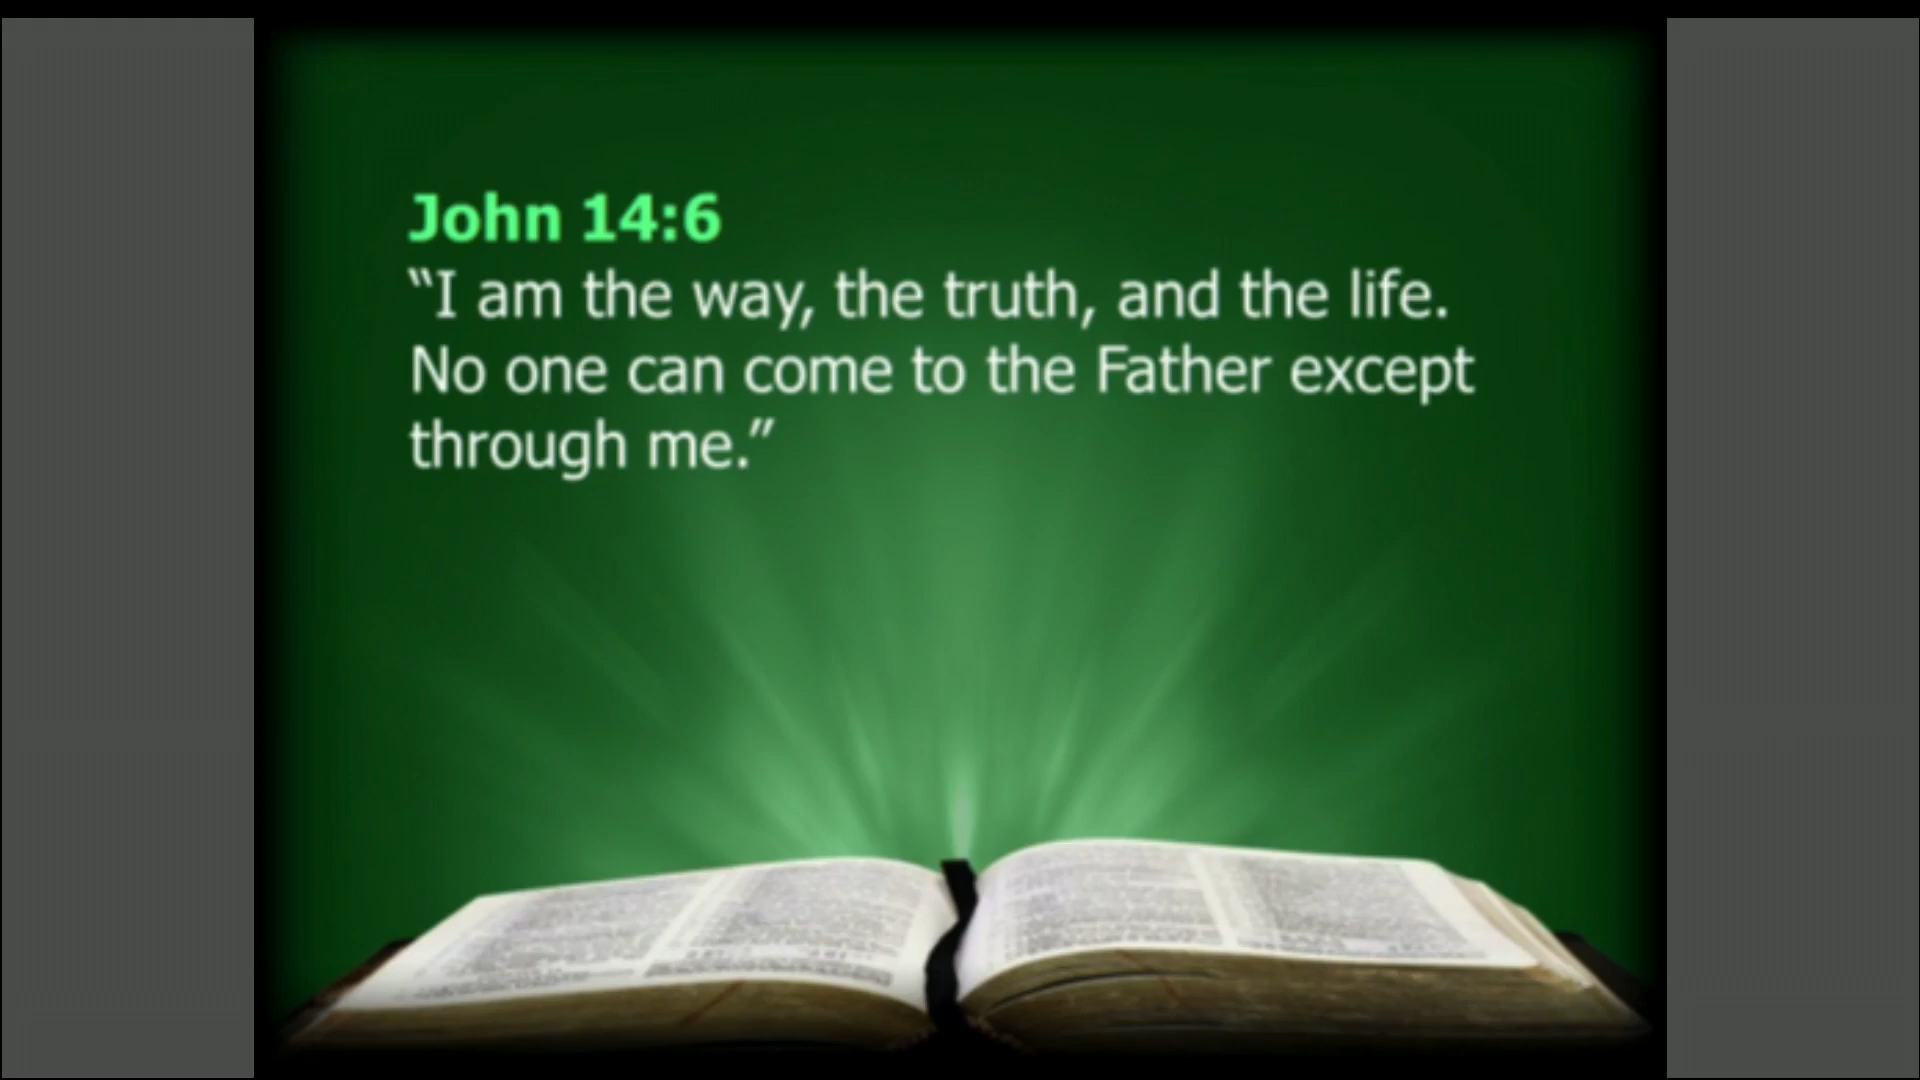 John 14:6
“I am the way, the truth, and the life.
No one can come to the Father except
through me.”